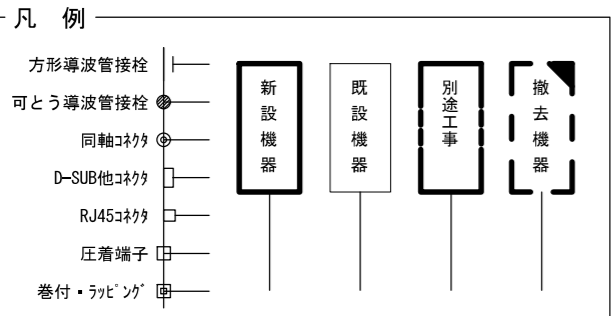 凡 例
方形導波管接栓
可とう導波管接栓
同軸ｺﾈｸﾀ
D-SUB他ｺﾈｸﾀ
RJ45ｺﾈｸﾀ
圧着端子
巻付・ﾗｯﾋﾟﾝｸﾞ
新設機器
既設機器
別途工事
撤去機器